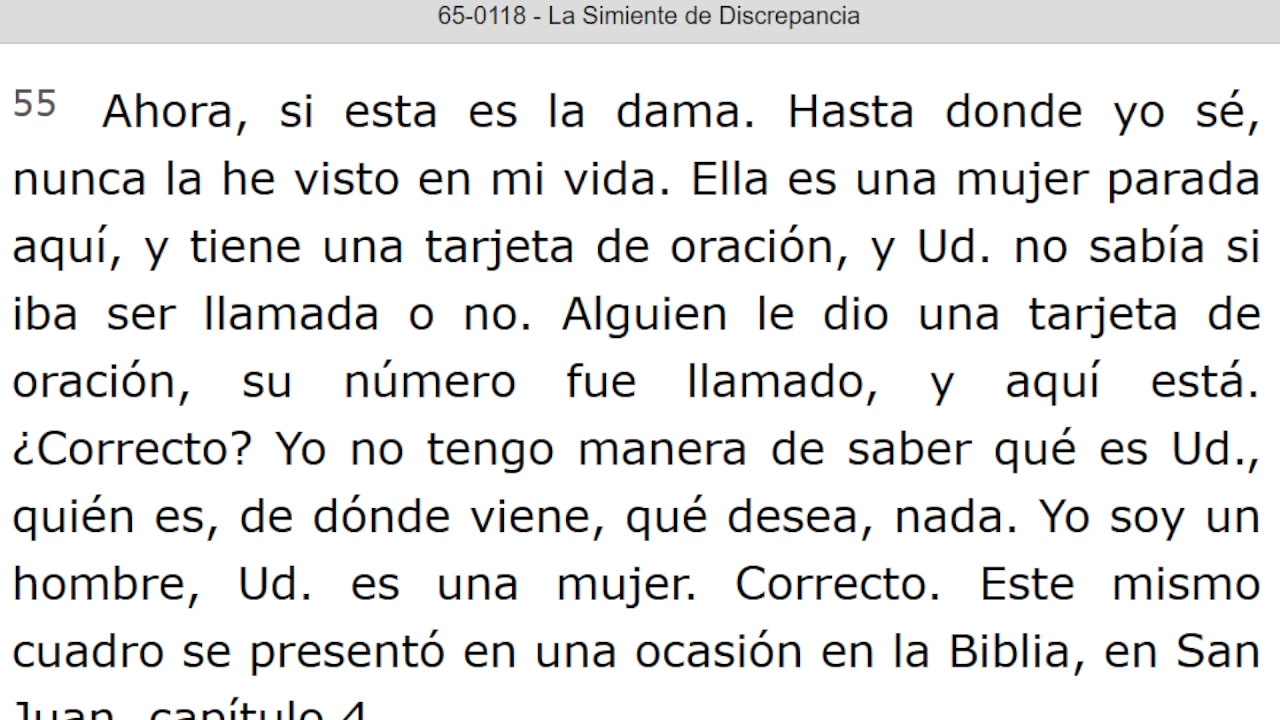 65-0118 - La Simiente de Discrepancia
55 Ahora, si esta es la dama. Hasta donde yo sé,
nunca la he visto en mi vida. Ella es una mujer parada
aquí, y tiene una tarjeta de oración, y Ud. no sabía si
iba ser llamada o no. Alguien le dio una tarjeta de
oración, su número fue llamado, y aquí está.
¿Correcto? Yo no tengo manera de saber qué es Ud.,
quién es, de dónde viene, qué desea, nada. Yo soy un
hombre, Ud. es una mujer. Correcto. Este mismo
cuadro se presentó en una ocasión en la Biblia, en San
Juan, capítulo 4